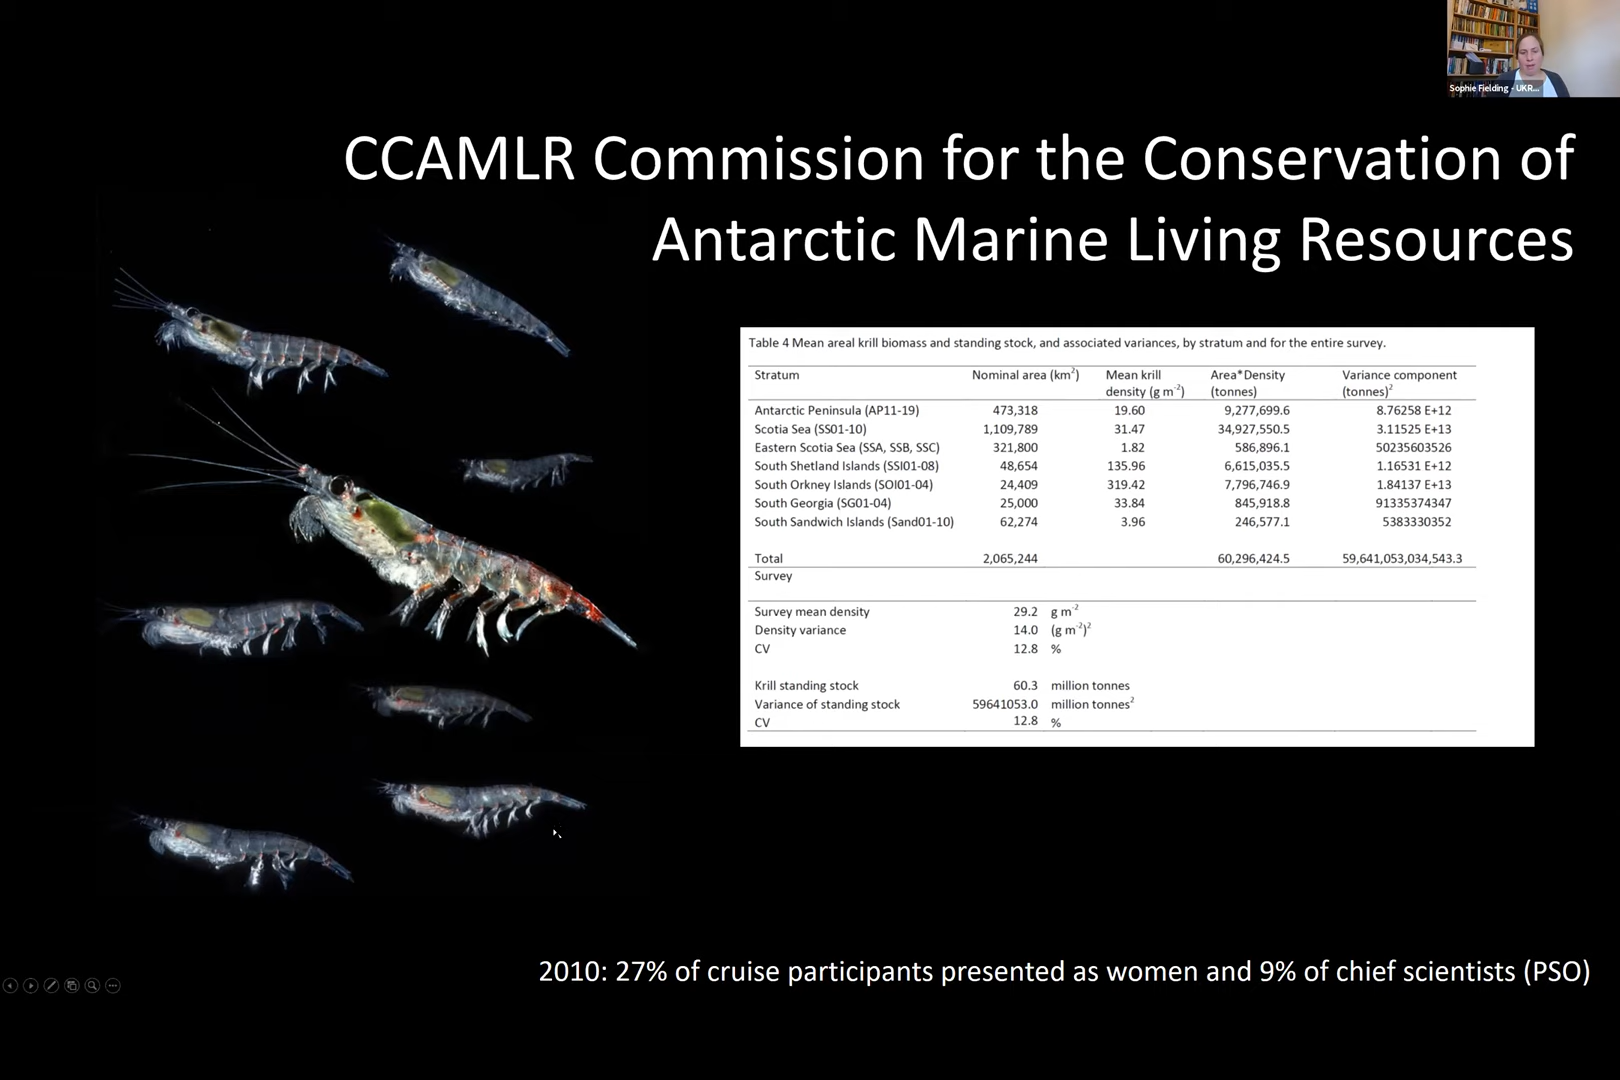 Sophie Fielding - UKR...
CCAMLR Commission for the Conservation of
Antarctic Marine Living Resources
Table 4 Mean areal krill biomass and standing stock, and associated variances, by stratum and for the entire survey.
Stratum Nominal area (km²) Mean krill density (g m⁻²) Area*Density (tonnes) Variance component (tonnes)²
Antarctic Peninsula (AP11-19) 473,318 19.60 9,277,699.6 8.76258 E+12
Scotia Sea (SS01-10) 1,109,789 31.47 34,927,550.5 3.11525 E+13
Eastern Scotia Sea (SSA, SSB, SSC) 321,800 1.82 586,896.1 50235603526
South Shetland Islands (SSI01-08) 48,654 135.96 6,615,035.5 1.16531 E+12
South Orkney Islands (SOI01-04) 24,409 319.42 7,796,746.9 1.84137 E+13
South Georgia (SG01-04) 25,000 33.84 845,918.8 91335374347
South Sandwich Islands (Sand01-10) 62,274 3.96 246,577.1 5383330352
Total 2,065,244 60,296,424.5 59,641,053,034,543.3
Survey
Survey mean density 29.2 g m⁻²
Density variance 14.0 (g m⁻²)²
CV 12.8 %
Krill standing stock 60.3 million tonnes
Variance of standing stock 59641053.0 million tonnes²
CV 12.8 %
2010: 27% of cruise participants presented as women and 9% of chief scientists (PSO)